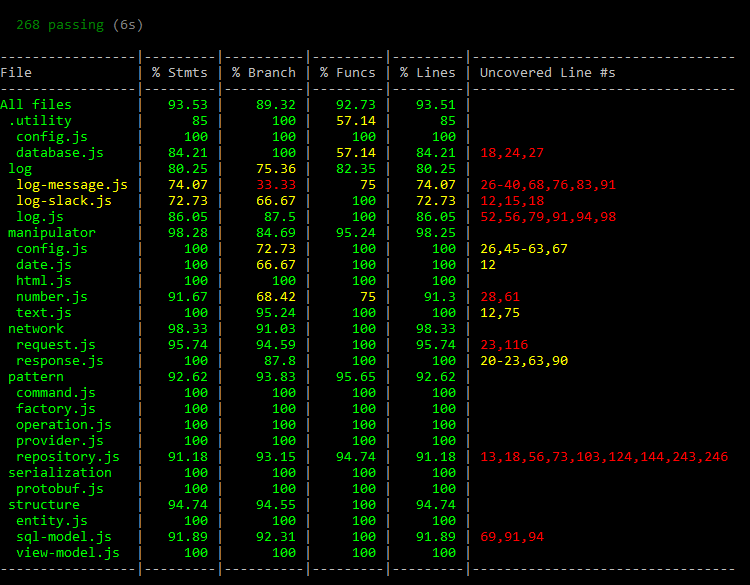 268 passing (6s)
----------------|---------|----------|---------|---------|---------------------------------
File            | % Stmts | % Branch | % Funcs | % Lines | Uncovered Line #s
----------------|---------|----------|---------|---------|---------------------------------
All files       |   93.53 |    89.32 |   92.73 |   93.51 |
 .utility       |      85 |      100 |   57.14 |      85 |
  config.js     |     100 |      100 |     100 |     100 |
  database.js   |   84.21 |      100 |   57.14 |   84.21 | 18,24,27
 log            |   80.25 |    75.36 |   82.35 |   80.25 |
  log-message.js |   74.07 |    33.33 |      75 |   74.07 | 26-40,68,76,83,91
  log-slack.js  |   72.73 |    66.67 |     100 |   72.73 | 12,15,18
  log.js        |   86.05 |     87.5 |     100 |   86.05 | 52,56,79,91,94,98
 manipulator    |   98.28 |    84.69 |   95.24 |   98.25 |
  config.js     |     100 |    72.73 |     100 |     100 | 26,45-63,67
  date.js       |     100 |    66.67 |     100 |     100 | 12
  html.js       |     100 |      100 |     100 |     100 |
  number.js     |   91.67 |    68.42 |      75 |    91.3 | 28,61
  text.js       |     100 |    95.24 |     100 |     100 | 12,75
 network        |   98.33 |    91.03 |     100 |   98.33 |
  request.js    |   95.74 |    94.59 |     100 |   95.74 | 23,116
  response.js   |     100 |     87.8 |     100 |     100 | 20-23,63,90
 pattern        |   92.62 |    93.83 |   95.65 |   92.62 |
  command.js    |     100 |      100 |     100 |     100 |
  factory.js    |     100 |      100 |     100 |     100 |
  operation.js  |     100 |      100 |     100 |     100 |
  provider.js   |     100 |      100 |     100 |     100 |
  repository.js |   91.18 |    93.15 |   94.74 |   91.18 | 13,18,56,73,103,124,144,243,246
 serialization  |     100 |      100 |     100 |     100 |
  protobuf.js   |     100 |      100 |     100 |     100 |
 structure      |   94.74 |    94.55 |     100 |   94.74 |
  entity.js     |     100 |      100 |     100 |     100 |
  sql-model.js  |   91.89 |    92.31 |     100 |   91.89 | 69,91,94
  view-model.js |     100 |      100 |     100 |     100 |
----------------|---------|----------|---------|---------|---------------------------------